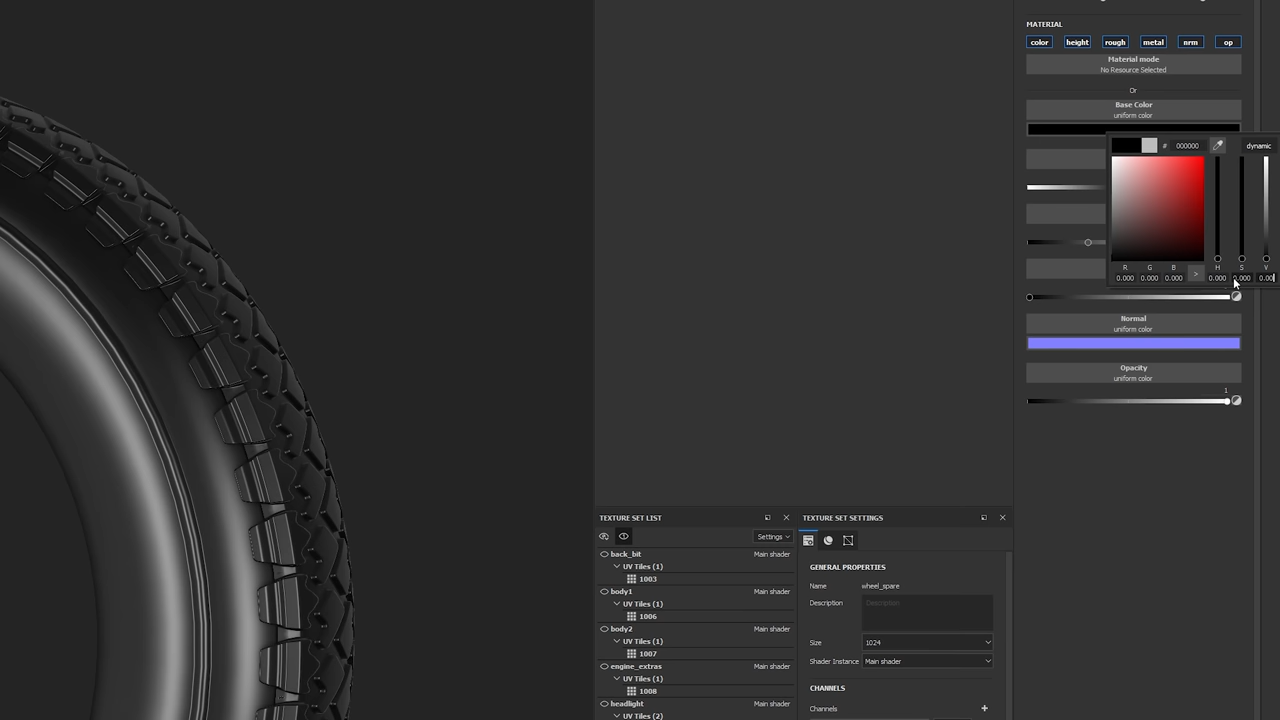 MATERIAL
color height rough metal nrm op
Material mode
No Resource Selected
Or
Base Color
uniform color
# 000000 dynamic
R G B > H S V
0.000 0.000 0.000 0.000 0.000 0.00
Normal
uniform color
Opacity
uniform color
1
TEXTURE SET LIST
Settings
back_bit Main shader
UV Tiles (1)
1003
body1 Main shader
UV Tiles (1)
1006
body2 Main shader
UV Tiles (1)
1007
engine_extras Main shader
UV Tiles (1)
1008
headlight Main shader
UV Tiles (2)
TEXTURE SET SETTINGS
GENERAL PROPERTIES
Name wheel_spare
Description Description
Size 1024
Shader Instance Main shader
CHANNELS
Channels +